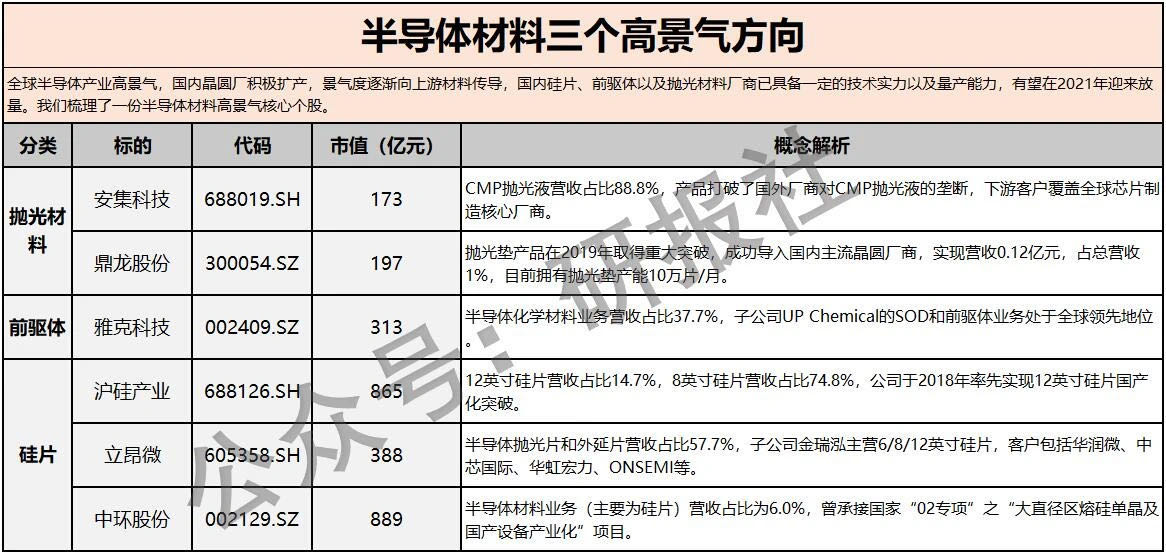 半导体材料三个高景气方向
全球半导体产业高景气，国内晶圆厂积极扩产，景气度逐渐向上游材料传导，国内硅片、前驱体以及抛光材料厂商已具备一定的技术实力以及量产能力，有望在2021年迎来放
量。我们梳理了一份半导体材料高景气核心个股。
分类 标的 代码 市值（亿元） 概念解析
抛光材
料
安集科技 688019.SH 173
CMP抛光液营收占比88.8%，产品打破了国外厂商对CMP抛光液的垄断，下游客户覆盖全球芯片制
造核心厂商。
鼎龙股份 300054.SZ 197
抛光垫产品在2019年取得重大突破，成功导入国内主流晶圆厂商，实现营收0.12亿元，占总营收
1%，目前拥有抛光垫产能10万片/月。
前驱体 雅克科技 002409.SZ 313
半导体化学材料业务营收占比37.7%，子公司UP Chemical的SOD和前驱体业务处于全球领先地位
。
硅片
沪硅产业 688126.SH 865
12英寸硅片营收占比14.7%，8英寸硅片营收占比74.8%，公司于2018年率先实现12英寸硅片国产
化突破。
立昂微 605358.SH 388
半导体抛光片和外延片营收占比57.7%，子公司金瑞泓主营6/8/12英寸硅片，客户包括华润微、中
芯国际、华虹宏力、ONSEMI等。
中环股份 002129.SZ 889
半导体材料业务（主要为硅片）营收占比为6.0%，曾承接国家“02专项”之“大直径区熔硅单晶及
国产设备产业化”项目。
公众号：研报社